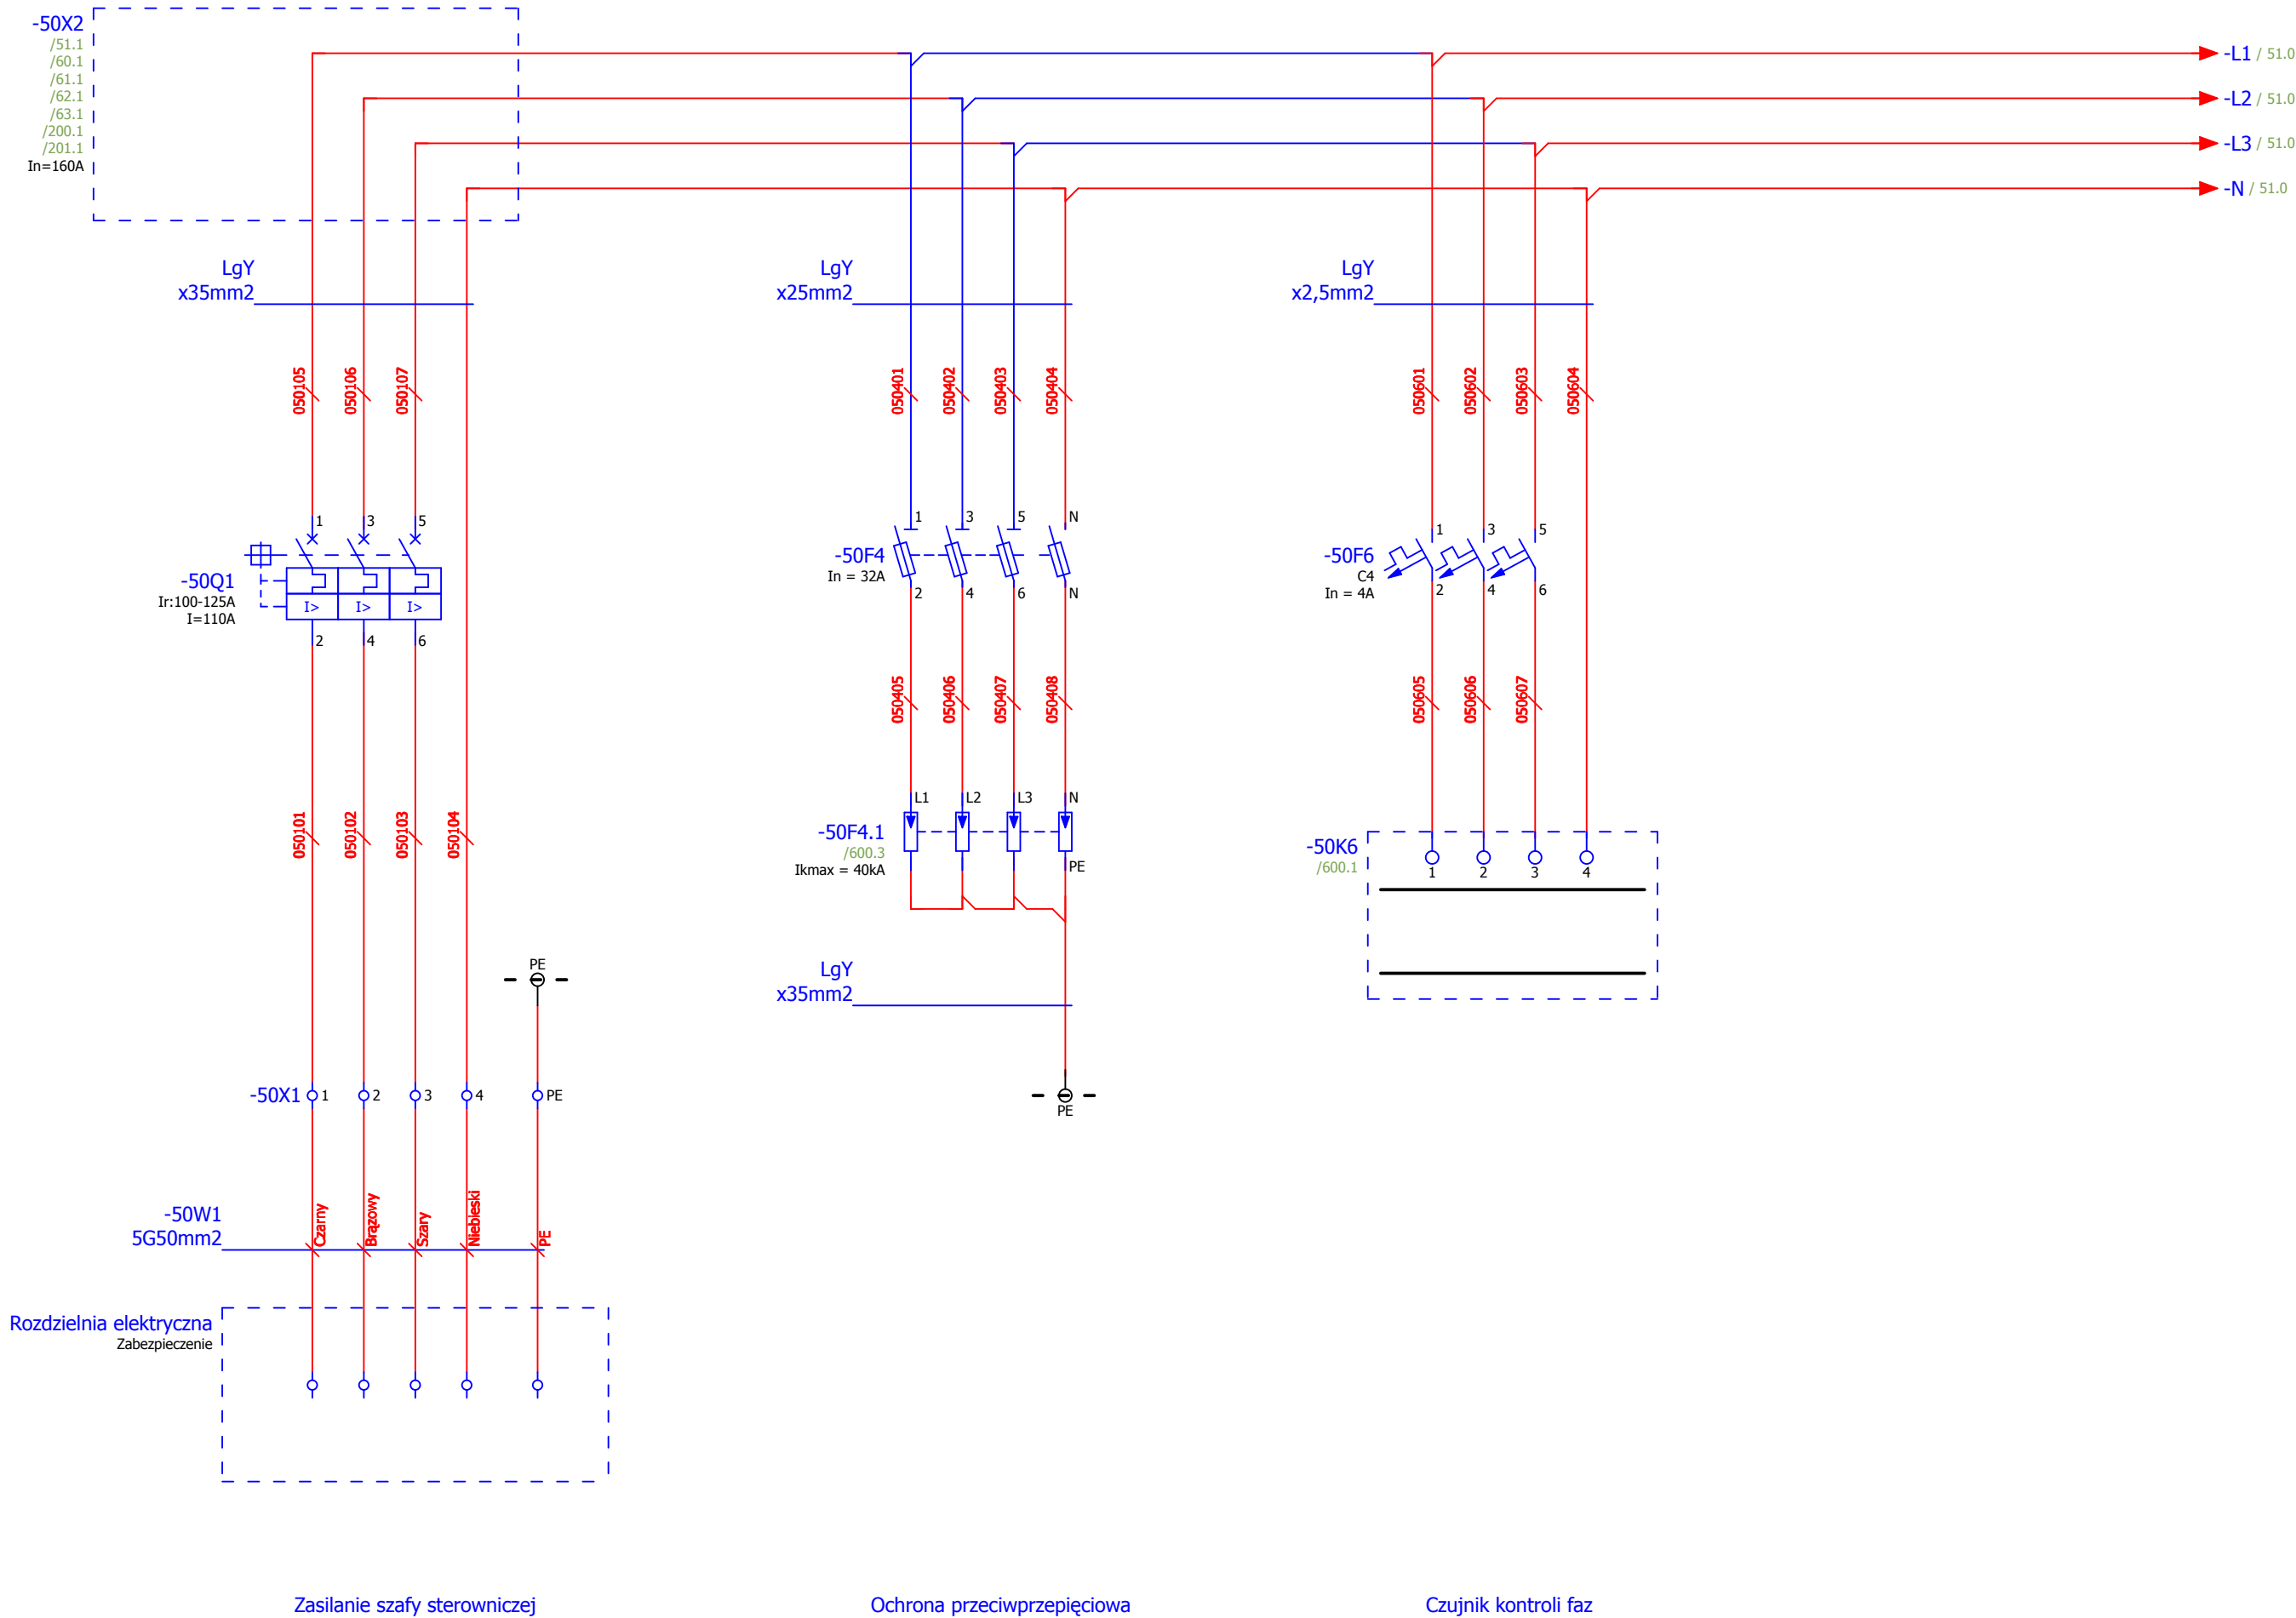 -50X2
/51.1
/60.1
/61.1
/62.1
/63.1
/200.1
/201.1
In=160A
-L1 / 51.0
-L2 / 51.0
-L3 / 51.0
-N / 51.0
LgY
x35mm2
LgY
x25mm2
LgY
x2,5mm2
050105
050106
050107
050401
050402
050403
050404
050601
050602
050603
050604
-50Q1
Ir:100-125A
I=110A
1
3
5
I>
I>
I>
2
4
6
-50F4
In = 32A
1
3
5
N
2
4
6
N
-50F6
C4
In = 4A
1
3
5
2
4
6
050405
050406
050407
050408
050605
050606
050607
050101
050102
050103
050104
-50F4.1
/600.3
Ikmax = 40kA
L1
L2
L3
N
PE
-50K6
/600.1
1
2
3
4
PE
LgY
x35mm2
-50X1
1
2
3
4
PE
PE
-50W1
5G50mm2
Czarny
Brązowy
Szary
Niebieski
PE
Rozdzielnia elektryczna
Zabezpieczenie
Zasilanie szafy sterowniczej
Ochrona przeciwprzepięciowa
Czujnik kontroli faz